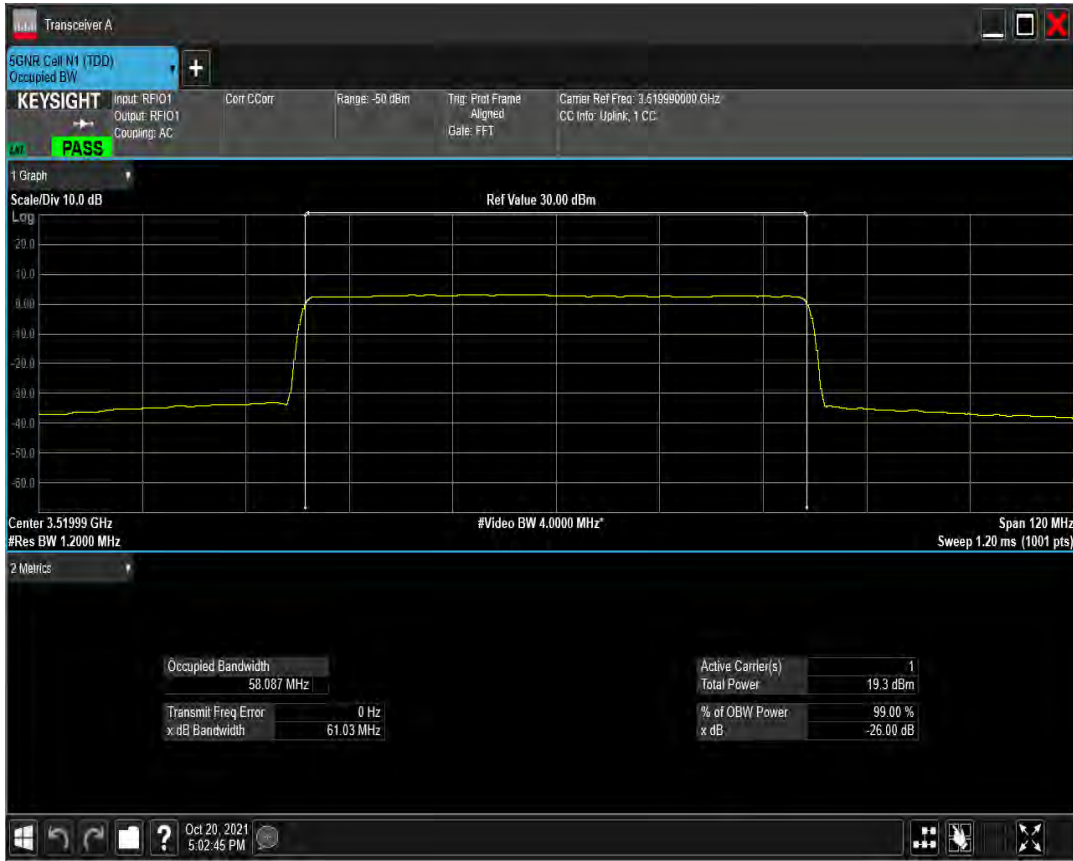 Transceiver A
5GNR Cell N1 (TDD)
Occupied BW
+
KEYSIGHT
PASS
Input: RFIO1
Output: RFIO1
Coupling: AC
Corr CCorr
Range: -50 dBm
Trig: Prot Frame
Aligned
Gate: FFT
Carrier Ref Freq: 3.519990000 GHz
CC Info: Uplink, 1 CC
1 Graph
Scale/Div 10.0 dB
Ref Value 30.00 dBm
Log
20.0
10.0
0.00
-10.0
-20.0
-30.0
-40.0
-50.0
-60.0
Center 3.51999 GHz
#Video BW 4.0000 MHz*
Span 120 MHz
#Res BW 1.2000 MHz
Sweep 1.20 ms (1001 pts)
2 Metrics
Occupied Bandwidth
58.087 MHz
Transmit Freq Error 0 Hz
x dB Bandwidth 61.03 MHz
Active Carrier(s) 1
Total Power 19.3 dBm
% of OBW Power 99.00 %
x dB -26.00 dB
?
Oct 20, 2021
5:02:45 PM